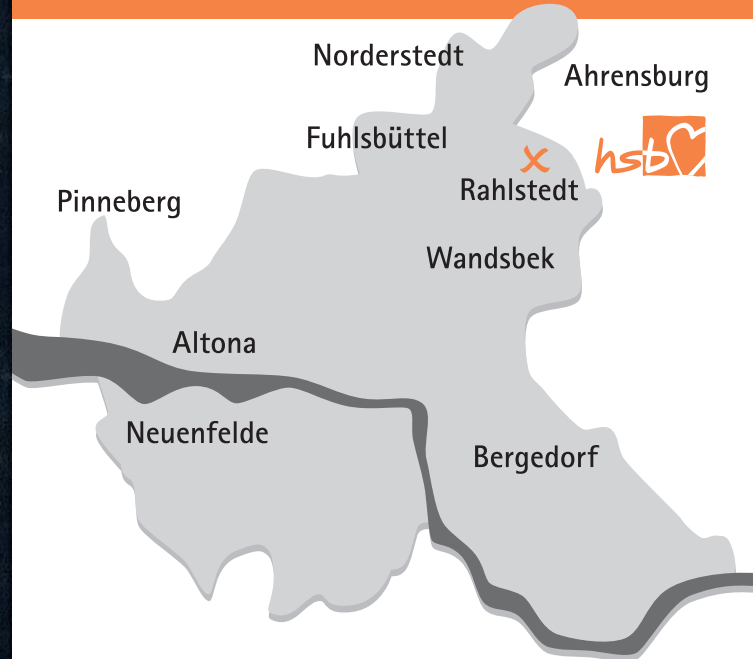 Norderstedt
Ahrensburg
Fuhlsbüttel
hsb
x
Rahlstedt
Pinneberg
Wandsbek
Altona
Neuenfelde
Bergedorf